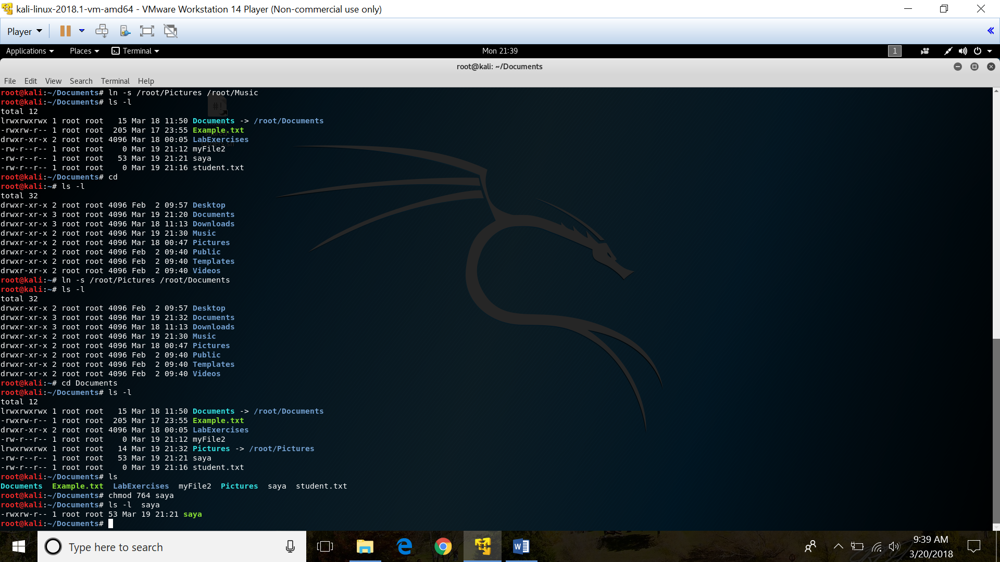 kali-linux-2018.1-vm-amd64 - VMware Workstation 14 Player (Non-commercial use only)
Player
Applications Places Terminal Mon 21:39 1
root@kali: ~/Documents
File Edit View Search Terminal Help
root@kali:~/Documents# ln -s /root/Pictures /root/Music
root@kali:~/Documents# ls -l
total 12
lrwxrwxrwx 1 root root   15 Mar 18 11:50 Documents -> /root/Documents
-rwxrw-r-- 1 root root  205 Mar 17 23:55 Example.txt
drwxr-xr-x 2 root root 4096 Mar 18 00:05 LabExercises
-rw-r--r-- 1 root root    0 Mar 19 21:12 myFile2
-rw-r--r-- 1 root root   53 Mar 19 21:21 saya
-rw-r--r-- 1 root root    0 Mar 19 21:16 student.txt
root@kali:~/Documents# cd
root@kali:~# ls -l
total 32
drwxr-xr-x 2 root root 4096 Feb  2 09:57 Desktop
drwxr-xr-x 3 root root 4096 Mar 19 21:20 Documents
drwxr-xr-x 3 root root 4096 Mar 18 11:13 Downloads
drwxr-xr-x 2 root root 4096 Mar 19 21:30 Music
drwxr-xr-x 2 root root 4096 Mar 18 00:47 Pictures
drwxr-xr-x 2 root root 4096 Feb  2 09:40 Public
drwxr-xr-x 2 root root 4096 Feb  2 09:40 Templates
drwxr-xr-x 2 root root 4096 Feb  2 09:40 Videos
root@kali:~# ln -s /root/Pictures /root/Documents
root@kali:~# ls -l
total 32
drwxr-xr-x 2 root root 4096 Feb  2 09:57 Desktop
drwxr-xr-x 3 root root 4096 Mar 19 21:32 Documents
drwxr-xr-x 3 root root 4096 Mar 18 11:13 Downloads
drwxr-xr-x 2 root root 4096 Mar 19 21:30 Music
drwxr-xr-x 2 root root 4096 Mar 18 00:47 Pictures
drwxr-xr-x 2 root root 4096 Feb  2 09:40 Public
drwxr-xr-x 2 root root 4096 Feb  2 09:40 Templates
drwxr-xr-x 2 root root 4096 Feb  2 09:40 Videos
root@kali:~# cd Documents
root@kali:~/Documents# ls -l
total 12
lrwxrwxrwx 1 root root   15 Mar 18 11:50 Documents -> /root/Documents
-rwxrw-r-- 1 root root  205 Mar 17 23:55 Example.txt
drwxr-xr-x 2 root root 4096 Mar 18 00:05 LabExercises
-rw-r--r-- 1 root root    0 Mar 19 21:12 myFile2
lrwxrwxrwx 1 root root   14 Mar 19 21:32 Pictures -> /root/Pictures
-rw-r--r-- 1 root root   53 Mar 19 21:21 saya
-rw-r--r-- 1 root root    0 Mar 19 21:16 student.txt
root@kali:~/Documents# ls
Documents  Example.txt  LabExercises  myFile2  Pictures  saya  student.txt
root@kali:~/Documents# chmod 764 saya
root@kali:~/Documents# ls -l  saya
-rwxrw-r-- 1 root root 53 Mar 19 21:21 saya
root@kali:~/Documents#
Type here to search
9:39 AM
3/20/2018